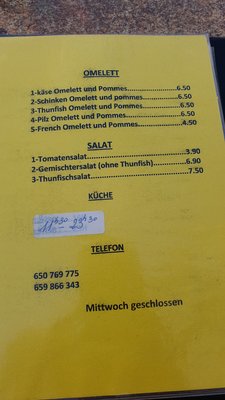 OMELETT
1-käse Omelett und Pommes....................6.50
2-Schinken Omelett und pommes...........6.50
3-Thunfish Omelett und Pommes............6.50
4-Pilz Omelett und Pommes....................6.50
5-French Omelett und Pommes...............4.50
SALAT
1-Tomatensalat....................................3.90
2-Gemischtersalat (ohne Thunfish)...........6.90
3-Thunfischsalat....................................7.50
KÜCHE
11h30 – 23h30
TELEFON
650 769 775
659 866 343
Mittwoch geschlossen